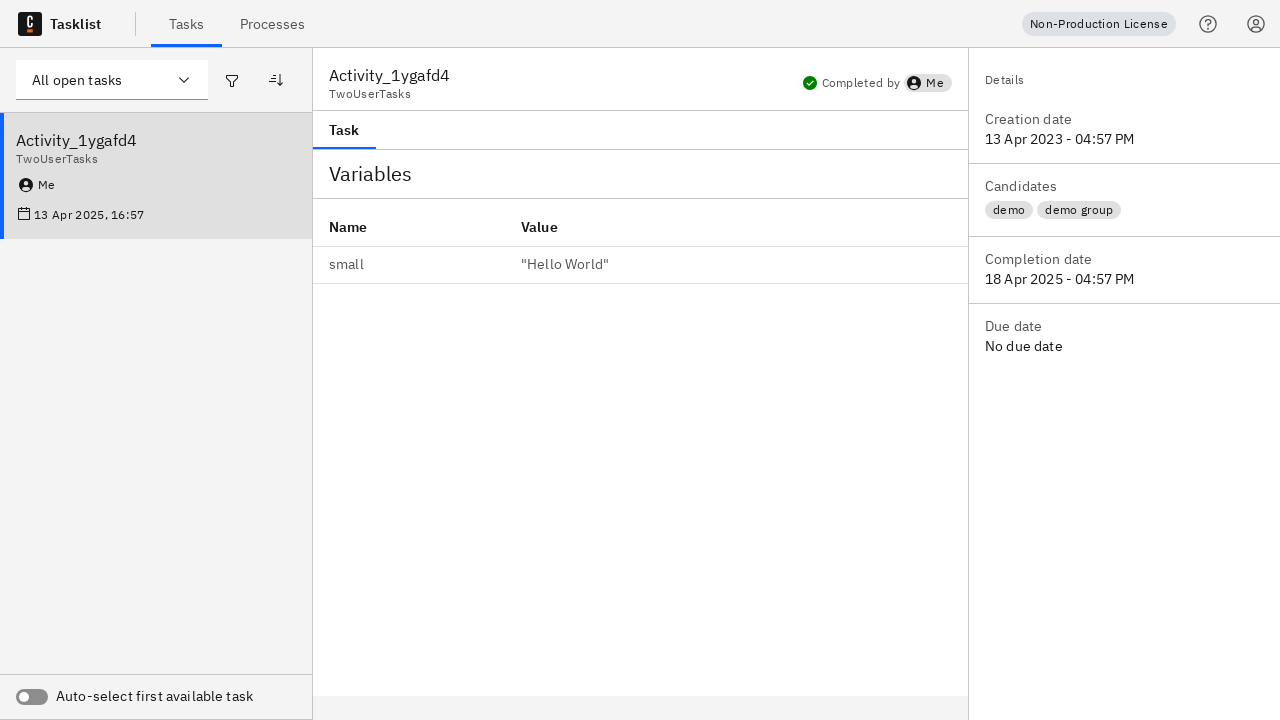 Tasklist
Tasks
Processes
Non-Production License
All open tasks
Activity_1ygafd4
TwoUserTasks
Me
13 Apr 2025, 16:57
Auto-select first available task
Activity_1ygafd4
TwoUserTasks
Completed by Me
Task
Variables
Name Value
small "Hello World"
Details
Creation date
13 Apr 2023 - 04:57 PM
Candidates
demo demo group
Completion date
18 Apr 2025 - 04:57 PM
Due date
No due date